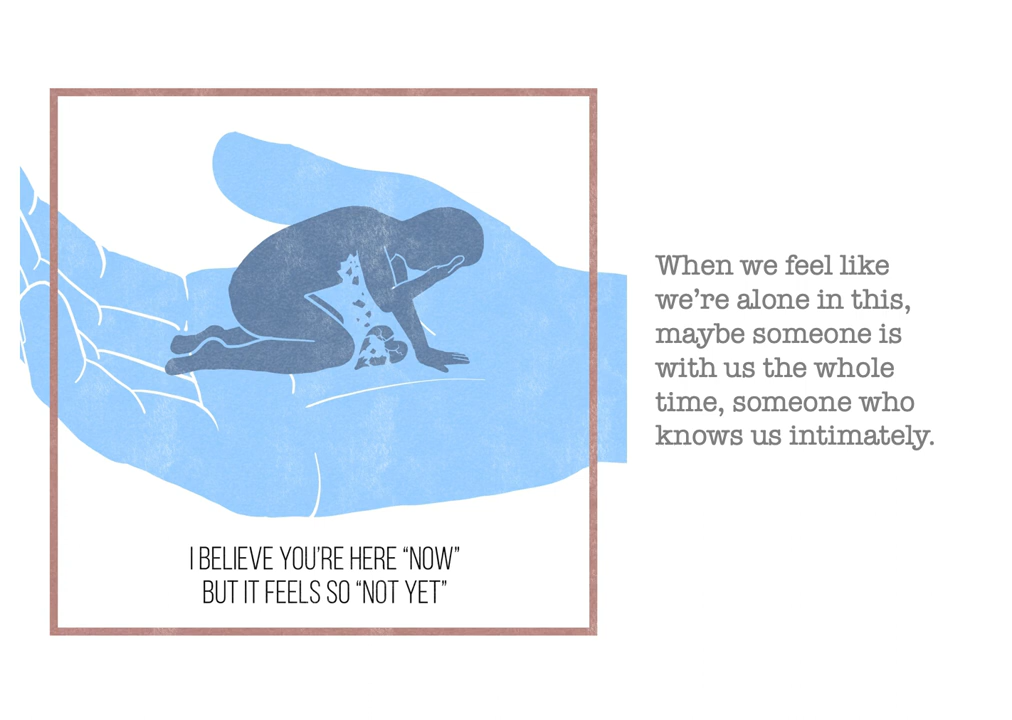 I BELIEVE YOU’RE HERE “NOW”
BUT IT FEELS SO “NOT YET”
When we feel like
we’re alone in this,
maybe someone is
with us the whole
time, someone who
knows us intimately.